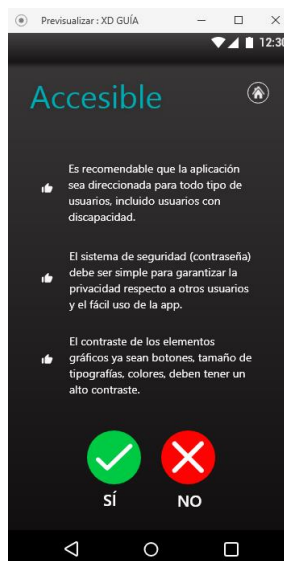 Previsualizar : XD GUÍA
12:30
Accesible
Es recomendable que la aplicación
sea direccionada para todo tipo de
usuarios, incluido usuarios con
discapacidad.
El sistema de seguridad (contraseña)
debe ser simple para garantizar la
privacidad respecto a otros usuarios
y el fácil uso de la app.
El contraste de los elementos
gráficos ya sean botones, tamaño de
tipografías, colores, deben tener un
alto contraste.
SÍ NO